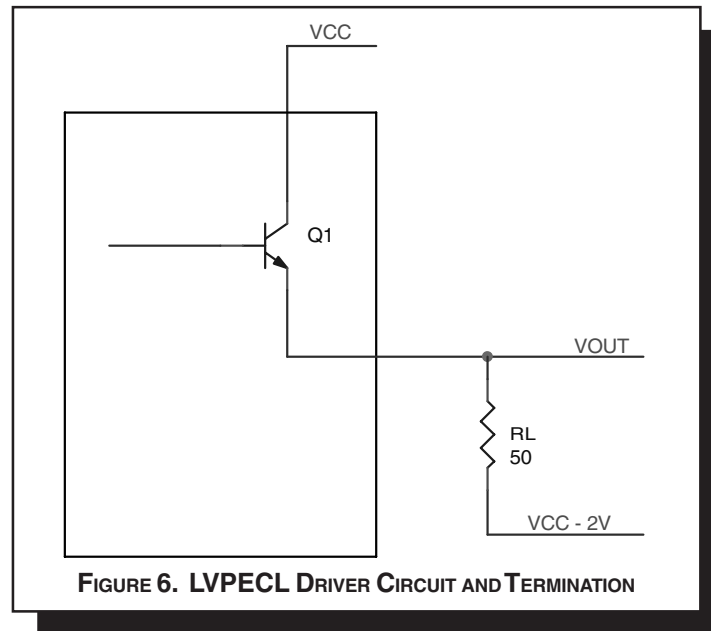 VCC
Q1
VOUT
RL
50
VCC - 2V
FIGURE 6. LVPECL DRIVER CIRCUIT AND TERMINATION